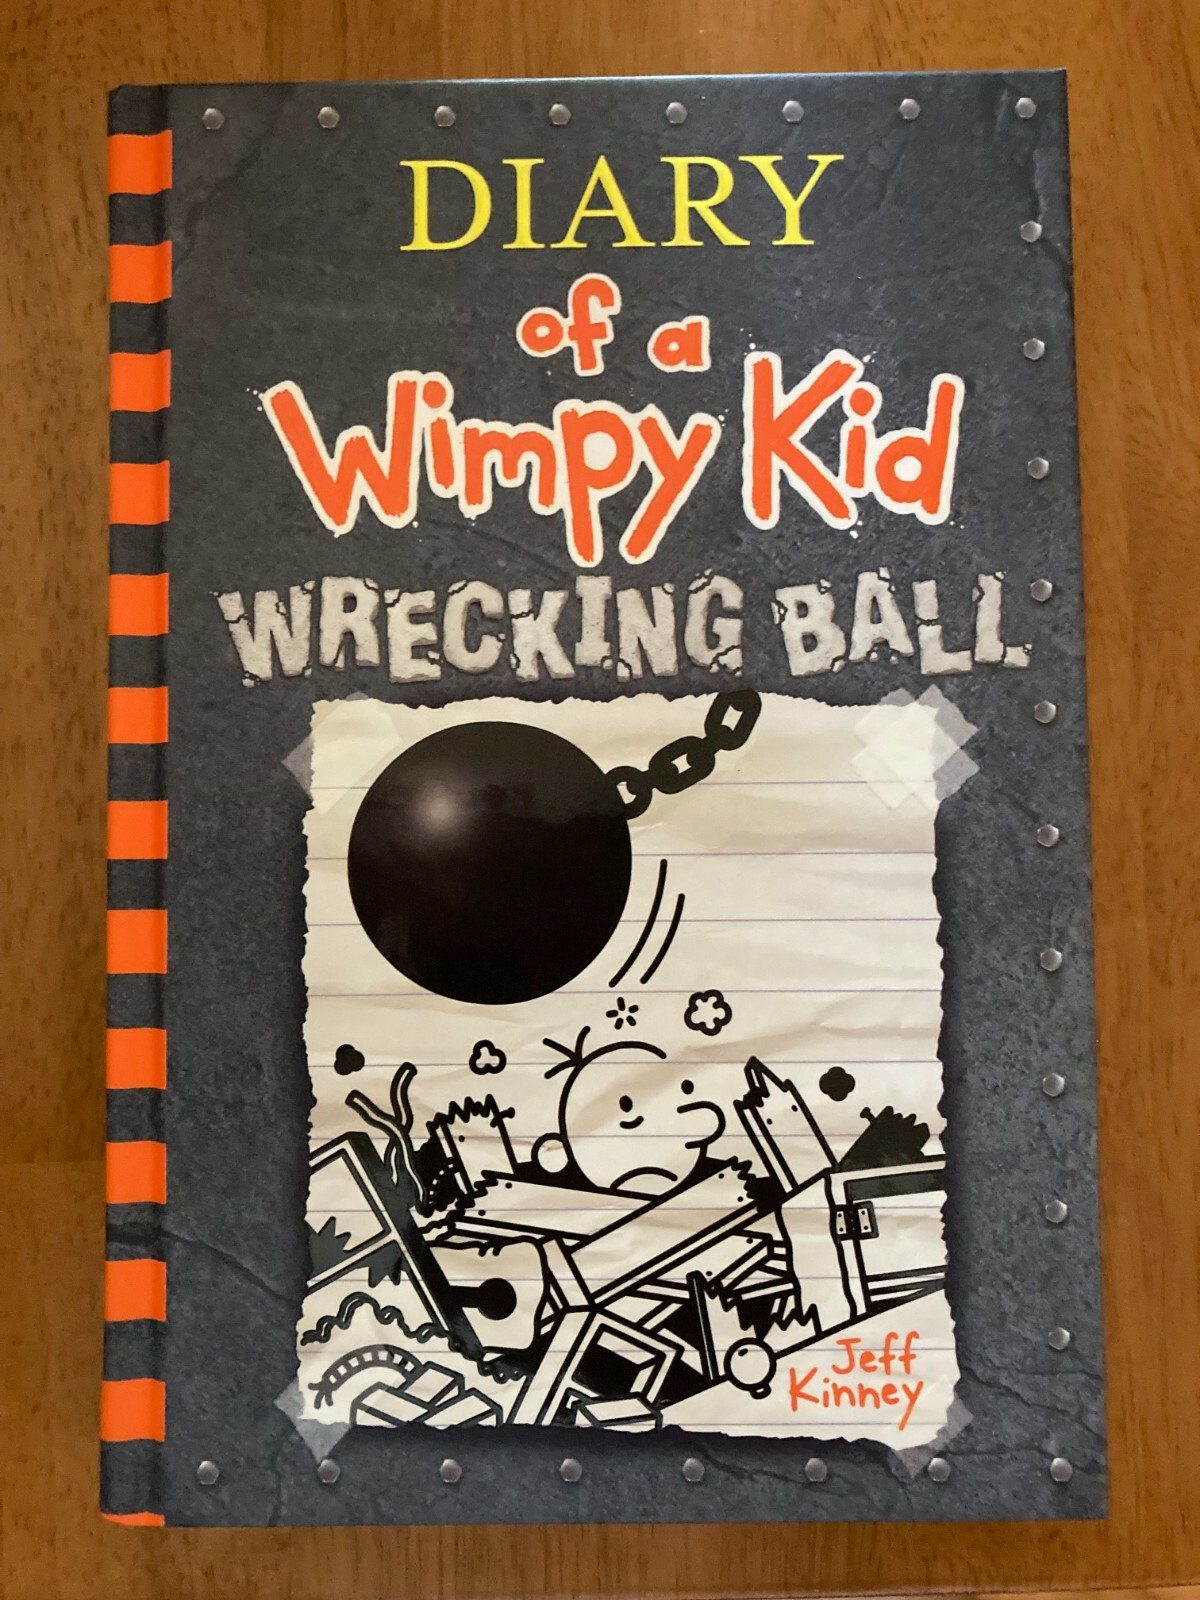 DIARY
of a
Wimpy Kid
WRECKING BALL
Jeff
Kinney